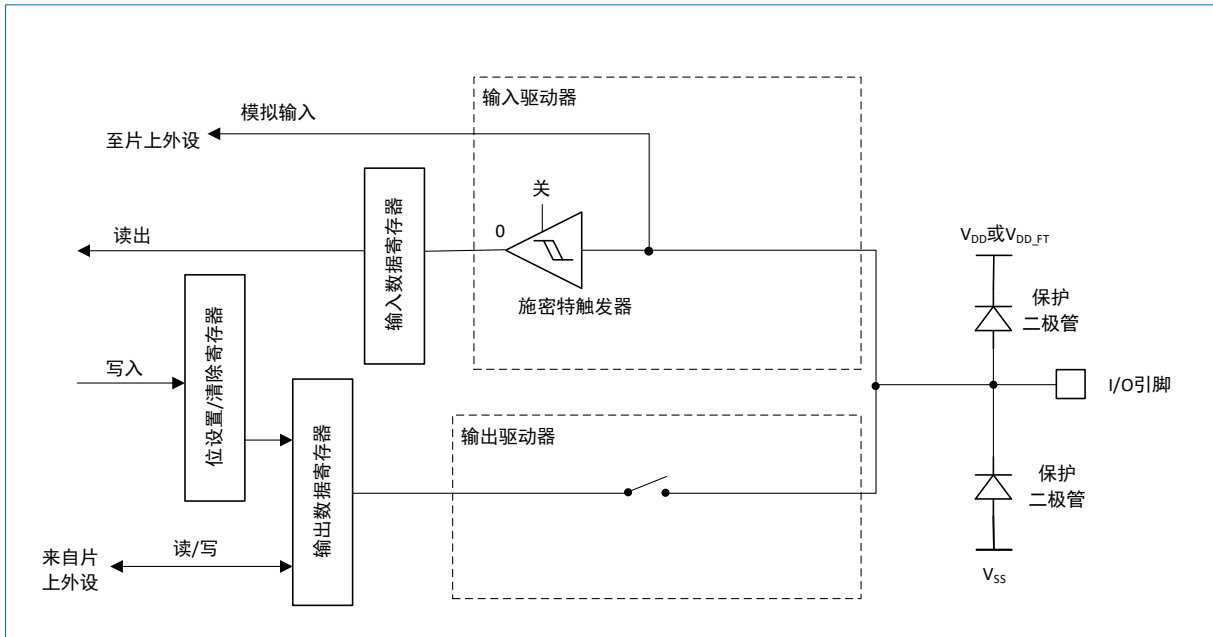 输入驱动器
模拟输入
至片上外设
关
0
读出
输入数据寄存器
施密特触发器
VDD或VDD_FT
保护
二极管
写入
位设置/清除寄存器
I/O引脚
输出数据寄存器
输出驱动器
保护
二极管
读/写
来自片
上外设
VSS